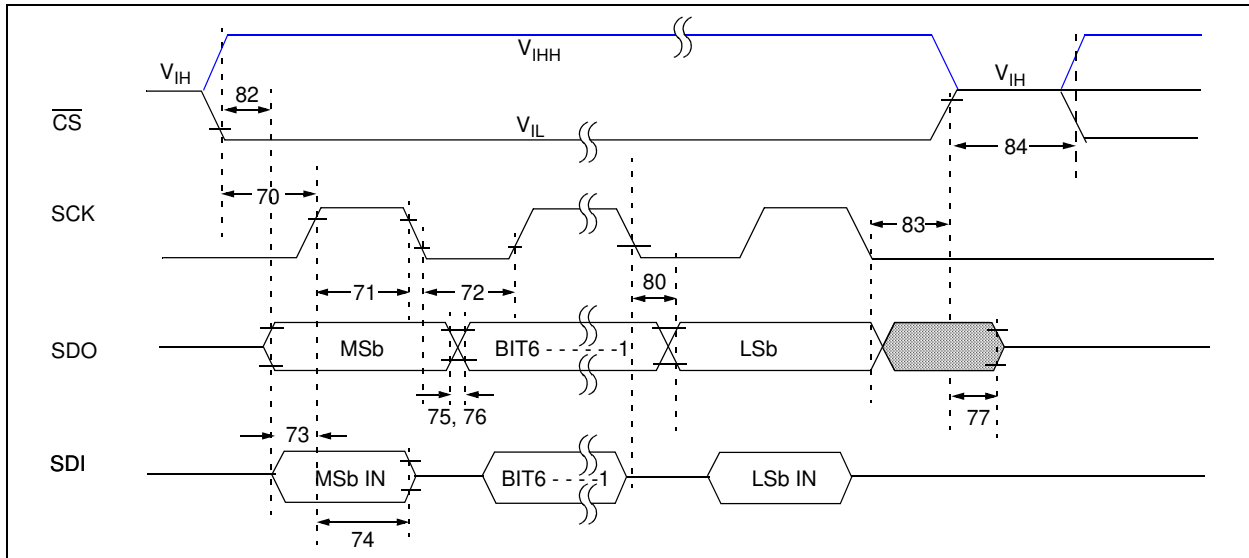 VIHH
VIH
VIH
82
CS
VIL
84
70
SCK
83
71
72
80
SDO
MSb
BIT6 - - - - - -1
LSb
75, 76
77
73
SDI
MSb IN
BIT6 - - - - -1
LSb IN
74